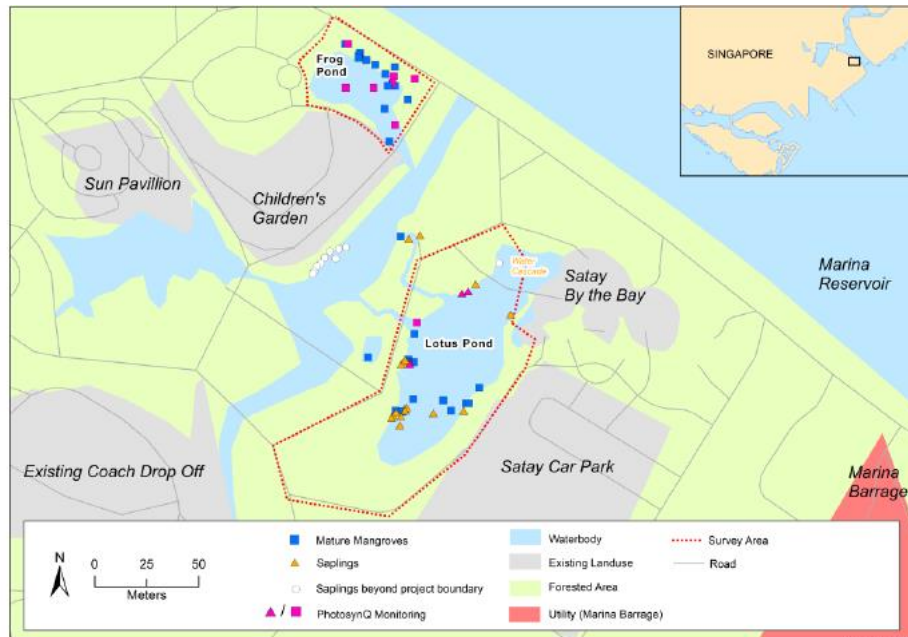 SINGAPORE
Frog
Pond
Sun Pavillion
Children's
Garden
Water
Cascade
Satay
By the Bay
Marina
Reservoir
Lotus Pond
Existing Coach Drop Off
Satay Car Park
Marina
Barrage
N
0 25 50
Meters
Mature Mangroves
Saplings
Saplings beyond project boundary
/ PhotosynQ Monitoring
Waterbody
Existing Landuse
Forested Area
Utility (Marina Barrage)
Survey Area
Road